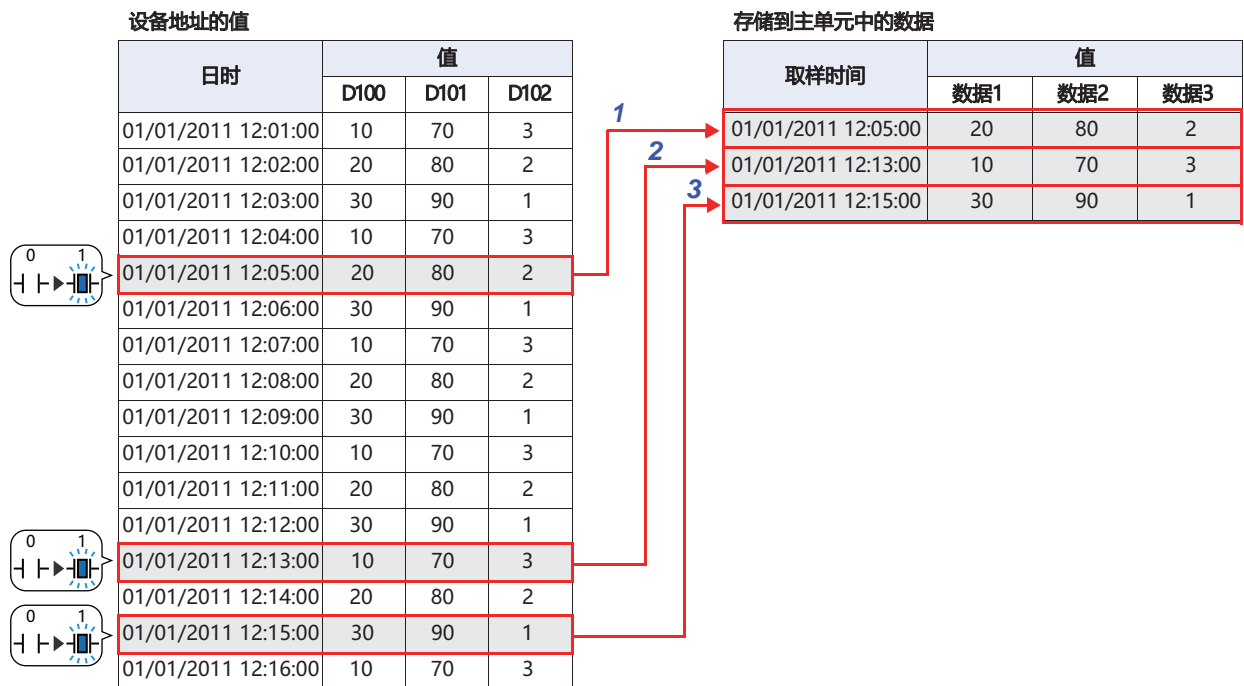 设备地址的值
日时 值
D100 D101 D102
01/01/2011 12:01:00 10 70 3
01/01/2011 12:02:00 20 80 2
01/01/2011 12:03:00 30 90 1
01/01/2011 12:04:00 10 70 3
0 1 01/01/2011 12:05:00 20 80 2
01/01/2011 12:06:00 30 90 1
01/01/2011 12:07:00 10 70 3
01/01/2011 12:08:00 20 80 2
01/01/2011 12:09:00 30 90 1
01/01/2011 12:10:00 10 70 3
01/01/2011 12:11:00 20 80 2
01/01/2011 12:12:00 30 90 1
0 1 01/01/2011 12:13:00 10 70 3
01/01/2011 12:14:00 20 80 2
0 1 01/01/2011 12:15:00 30 90 1
01/01/2011 12:16:00 10 70 3
存储到主单元中的数据
取样时间 值
数据1 数据2 数据3
1 01/01/2011 12:05:00 20 80 2
2 01/01/2011 12:13:00 10 70 3
3 01/01/2011 12:15:00 30 90 1